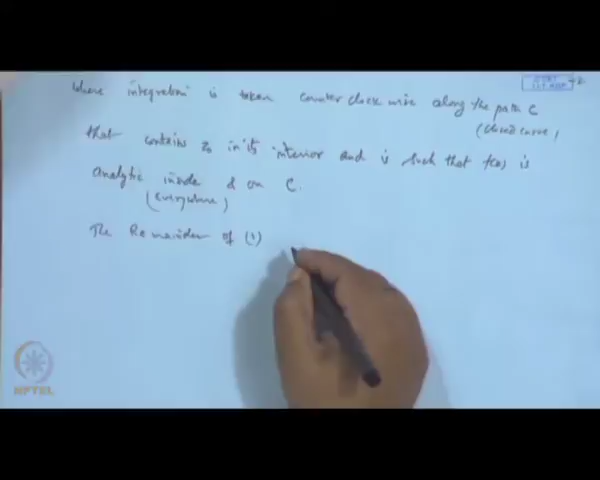 Where integration is taken counter clock wise along the path C
(closed curve)
that contains z₀ in its interior and is such that f(z) is
analytic inside & on C.
(Everywhere)
The Remainder of (1)
NPTEL